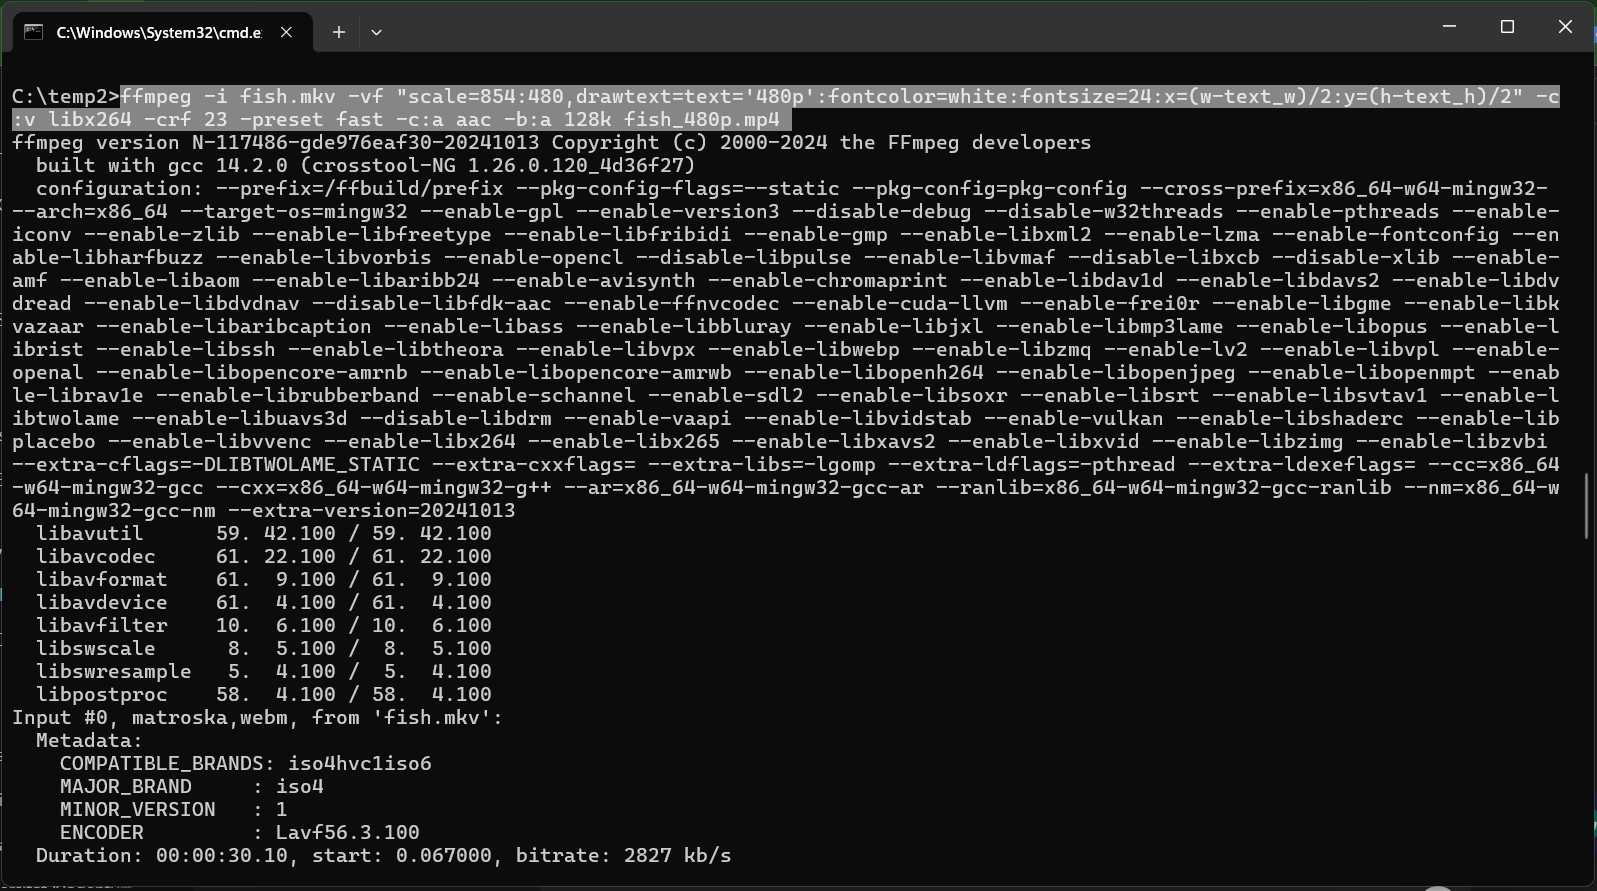 C:\Windows\System32\cmd.e
C:\temp2>ffmpeg -i fish.mkv -vf "scale=854:480,drawtext=text='480p':fontcolor=white:fontsize=24:x=(w-text_w)/2:y=(h-text_h)/2" -c
:v libx264 -crf 23 -preset fast -c:a aac -b:a 128k fish_480p.mp4
ffmpeg version N-117486-gde976eaf30-20241013 Copyright (c) 2000-2024 the FFmpeg developers
  built with gcc 14.2.0 (crosstool-NG 1.26.0.120_4d36f27)
  configuration: --prefix=/ffbuild/prefix --pkg-config-flags=--static --pkg-config=pkg-config --cross-prefix=x86_64-w64-mingw32-
--arch=x86_64 --target-os=mingw32 --enable-gpl --enable-version3 --disable-debug --disable-w32threads --enable-pthreads --enable-
iconv --enable-zlib --enable-libfreetype --enable-libfribidi --enable-gmp --enable-libxml2 --enable-lzma --enable-fontconfig --en
able-libharfbuzz --enable-libvorbis --enable-opencl --disable-libpulse --enable-libvmaf --disable-libxcb --disable-xlib --enable-
amf --enable-libaom --enable-libaribb24 --enable-avisynth --enable-chromaprint --enable-libdav1d --enable-libdavs2 --enable-libdv
dread --enable-libdvdnav --disable-libfdk-aac --enable-ffnvcodec --enable-cuda-llvm --enable-frei0r --enable-libgme --enable-libk
vazaar --enable-libaribcaption --enable-libass --enable-libbluray --enable-libjxl --enable-libmp3lame --enable-libopus --enable-l
ibrist --enable-libssh --enable-libtheora --enable-libvpx --enable-libwebp --enable-libzmq --enable-lv2 --enable-libvpl --enable-
openal --enable-libopencore-amrnb --enable-libopencore-amrwb --enable-libopenh264 --enable-libopenjpeg --enable-libopenmpt --enab
le-librav1e --enable-librubberband --enable-schannel --enable-sdl2 --enable-libsoxr --enable-libsrt --enable-libsvtav1 --enable-l
ibtwolame --enable-libuavs3d --disable-libdrm --enable-vaapi --enable-libvidstab --enable-vulkan --enable-libshaderc --enable-lib
placebo --enable-libvvenc --enable-libx264 --enable-libx265 --enable-libxavs2 --enable-libxvid --enable-libzimg --enable-libzvbi
--extra-cflags=-DLIBTWOLAME_STATIC --extra-cxxflags= --extra-libs=-lgomp --extra-ldflags=-pthread --extra-ldexeflags= --cc=x86_64
-w64-mingw32-gcc --cxx=x86_64-w64-mingw32-g++ --ar=x86_64-w64-mingw32-gcc-ar --ranlib=x86_64-w64-mingw32-gcc-ranlib --nm=x86_64-w
64-mingw32-gcc-nm --extra-version=20241013
  libavutil      59. 42.100 / 59. 42.100
  libavcodec     61. 22.100 / 61. 22.100
  libavformat    61.  9.100 / 61.  9.100
  libavdevice    61.  4.100 / 61.  4.100
  libavfilter    10.  6.100 / 10.  6.100
  libswscale      8.  5.100 /  8.  5.100
  libswresample   5.  4.100 /  5.  4.100
  libpostproc    58.  4.100 / 58.  4.100
Input #0, matroska,webm, from 'fish.mkv':
  Metadata:
    COMPATIBLE_BRANDS: iso4hvc1iso6
    MAJOR_BRAND     : iso4
    MINOR_VERSION   : 1
    ENCODER         : Lavf56.3.100
  Duration: 00:00:30.10, start: 0.067000, bitrate: 2827 kb/s